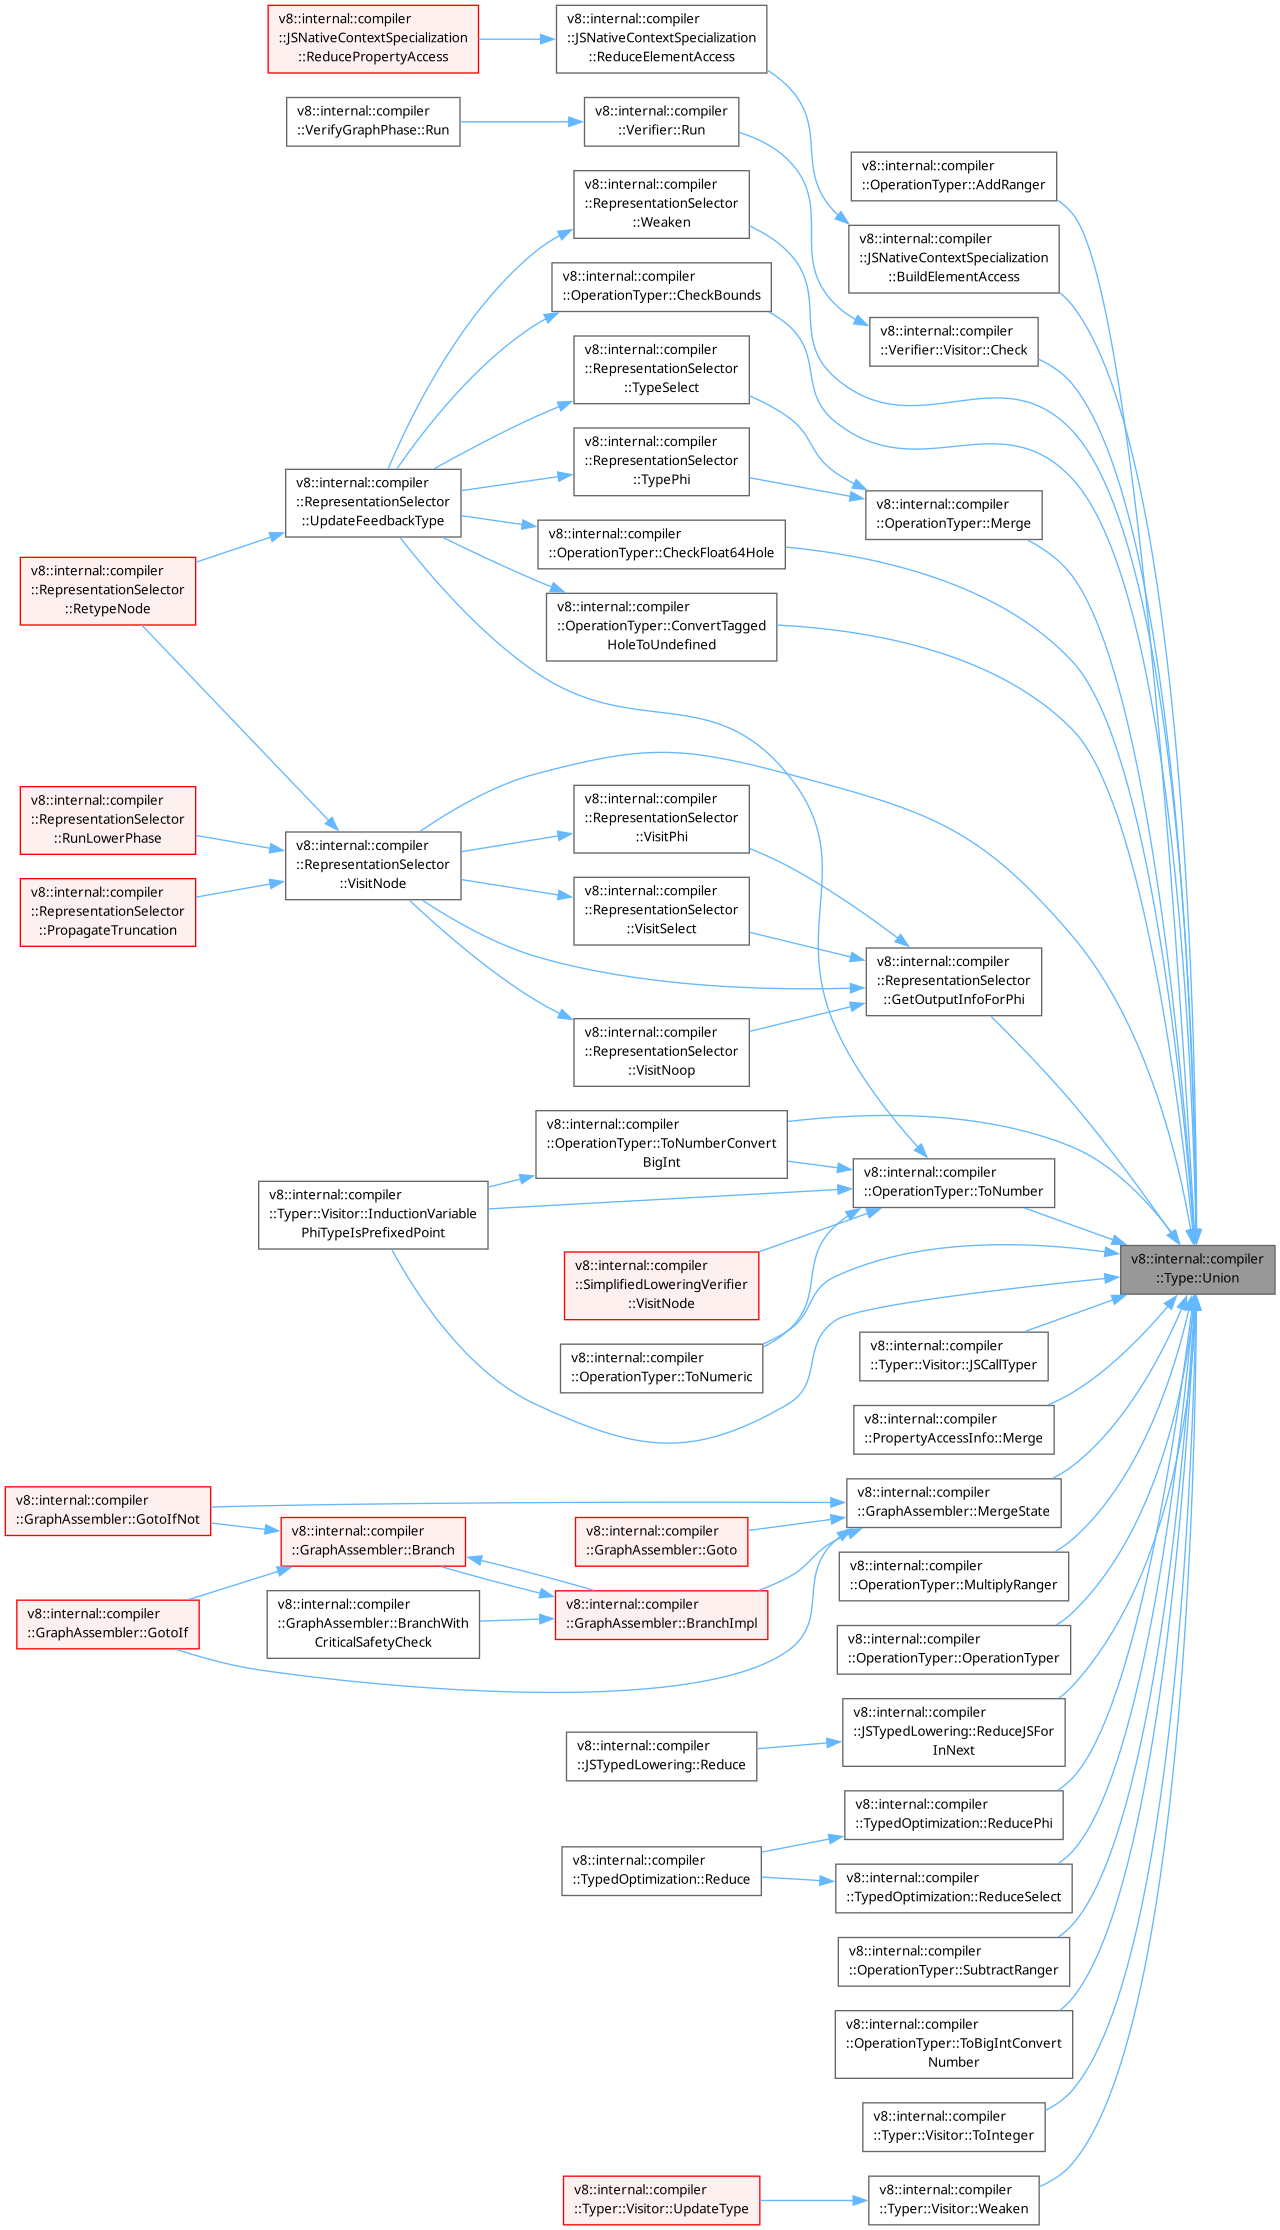 v8::internal::compiler
::JSNativeContextSpecialization
::ReducePropertyAccess
v8::internal::compiler
::JSNativeContextSpecialization
::ReduceElementAccess
v8::internal::compiler
::VerifyGraphPhase::Run
v8::internal::compiler
::Verifier::Run
v8::internal::compiler
::OperationTyper::AddRanger
v8::internal::compiler
::RepresentationSelector
::Weaken
v8::internal::compiler
::JSNativeContextSpecialization
::BuildElementAccess
v8::internal::compiler
::OperationTyper::CheckBounds
v8::internal::compiler
::Verifier::Visitor::Check
v8::internal::compiler
::RepresentationSelector
::TypeSelect
v8::internal::compiler
::RepresentationSelector
::TypePhi
v8::internal::compiler
::RepresentationSelector
::UpdateFeedbackType
v8::internal::compiler
::OperationTyper::Merge
v8::internal::compiler
::OperationTyper::CheckFloat64Hole
v8::internal::compiler
::RepresentationSelector
::RetypeNode
v8::internal::compiler
::OperationTyper::ConvertTagged
HoleToUndefined
v8::internal::compiler
::RepresentationSelector
::RunLowerPhase
v8::internal::compiler
::RepresentationSelector
::VisitPhi
v8::internal::compiler
::RepresentationSelector
::VisitNode
v8::internal::compiler
::RepresentationSelector
::PropagateTruncation
v8::internal::compiler
::RepresentationSelector
::VisitSelect
v8::internal::compiler
::RepresentationSelector
::GetOutputInfoForPhi
v8::internal::compiler
::RepresentationSelector
::VisitNoop
v8::internal::compiler
::OperationTyper::ToNumberConvert
BigInt
v8::internal::compiler
::OperationTyper::ToNumber
v8::internal::compiler
::Typer::Visitor::InductionVariable
PhiTypeIsPrefixedPoint
v8::internal::compiler
::SimplifiedLoweringVerifier
::VisitNode
v8::internal::compiler
::Type::Union
v8::internal::compiler
::OperationTyper::ToNumeric
v8::internal::compiler
::Typer::Visitor::JSCallTyper
v8::internal::compiler
::PropertyAccessInfo::Merge
v8::internal::compiler
::GraphAssembler::GotoIfNot
v8::internal::compiler
::GraphAssembler::MergeState
v8::internal::compiler
::GraphAssembler::Branch
v8::internal::compiler
::GraphAssembler::Goto
v8::internal::compiler
::OperationTyper::MultiplyRanger
v8::internal::compiler
::GraphAssembler::GotoIf
v8::internal::compiler
::GraphAssembler::BranchWith
CriticalSafetyCheck
v8::internal::compiler
::GraphAssembler::BranchImpl
v8::internal::compiler
::OperationTyper::OperationTyper
v8::internal::compiler
::JSTypedLowering::Reduce
v8::internal::compiler
::JSTypedLowering::ReduceJSFor
InNext
v8::internal::compiler
::TypedOptimization::ReducePhi
v8::internal::compiler
::TypedOptimization::Reduce
v8::internal::compiler
::TypedOptimization::ReduceSelect
v8::internal::compiler
::OperationTyper::SubtractRanger
v8::internal::compiler
::OperationTyper::ToBigIntConvert
Number
v8::internal::compiler
::Typer::Visitor::ToInteger
v8::internal::compiler
::Typer::Visitor::UpdateType
v8::internal::compiler
::Typer::Visitor::Weaken